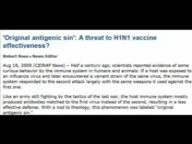 'Original antigenic sin': A threat to H1N1 vaccine
effectiveness?
Robert Roos • News Editor
Aug 18, 2009 (CIDRAP News) – Half a century ago, scientists reported evidence of some
curious behavior by the immune system in humans and animals: If a host was exposed to
an influenza virus and later encountered a variant strain of the same virus, the immune
system responded to the second attack largely with the same weapons it used against the
first one.
Like an army still fighting by the tactics of the last war, the host immune system mostly
produced antibodies matched to the first virus instead of the second, resulting in a less
effective defense. With a nod to theology, this phenomenon was labeled "original
antigenic sin."